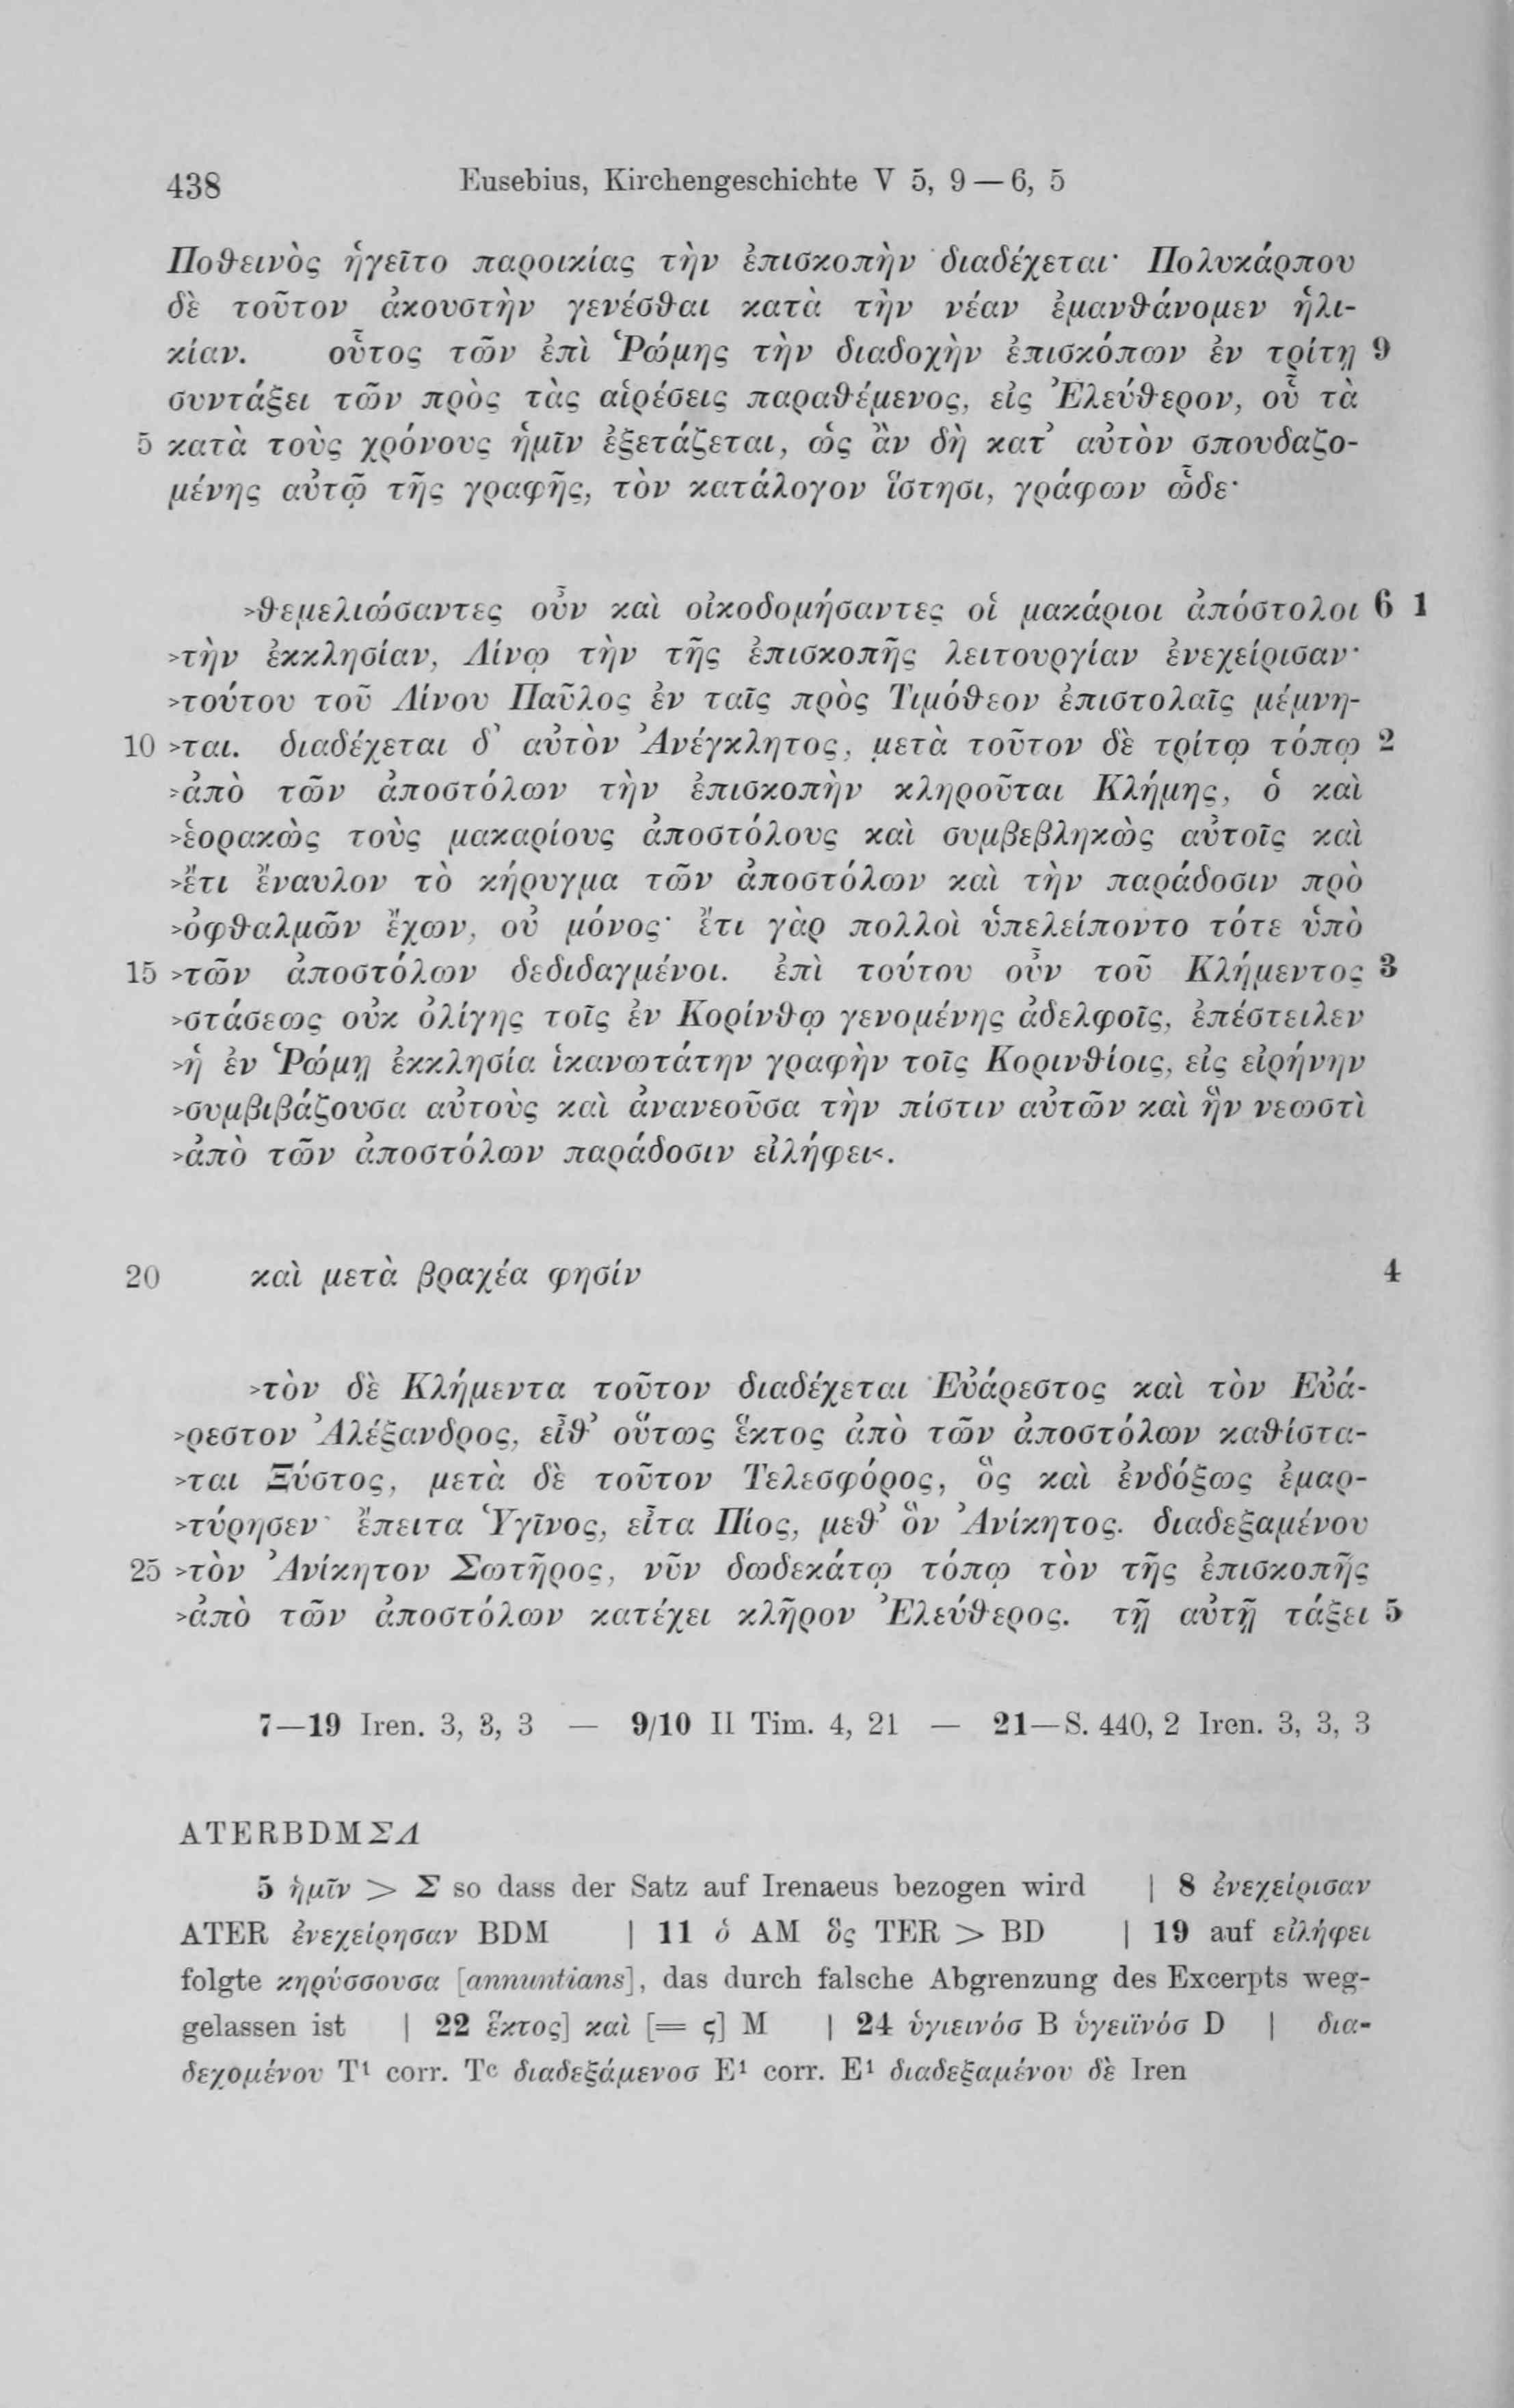 438 Eusebius, Kirchengeschichte V 5, 9 — 6, 5
Ποθεινὸς ἡγεῖτο παροικίας τὴν ἐπισκοπὴν διαδέχεται· Πολυκάρπου
δὲ τοῦτον ἀκουστὴν γενέσθαι κατὰ τὴν νέαν ἐμανθάνομεν ἡλι-
κίαν. οὗτος τῶν ἐπὶ Ῥώμης τὴν διαδοχὴν ἐπισκόπων ἐν τρίτῃ 9
συντάξει τῶν πρὸς τὰς αἱρέσεις παραθέμενος, εἰς Ἐλεύθερον, οὗ τὰ
5 κατὰ τοὺς χρόνους ἡμῖν ἐξετάζεται, ὡς ἂν δὴ κατ᾽ αὐτὸν σπουδαζο-
μένης αὐτῷ τῆς γραφῆς, τὸν κατάλογον ἵστησι, γράφων ὧδε·
>θεμελιώσαντες οὖν καὶ οἰκοδομήσαντες οἱ μακάριοι ἀπόστολοι 6 1
>τὴν ἐκκλησίαν, Λίνῳ τὴν τῆς ἐπισκοπῆς λειτουργίαν ἐνεχείρισαν·
>τούτου τοῦ Λίνου Παῦλος ἐν ταῖς πρὸς Τιμόθεον ἐπιστολαῖς μέμνη-
10 >ται. διαδέχεται δ᾽ αὐτὸν Ἀνέγκλητος, μετὰ τοῦτον δὲ τρίτῳ τόπῳ 2
>ἀπὸ τῶν ἀποστόλων τὴν ἐπισκοπὴν κληροῦται Κλήμης, ὁ καὶ
>ἑορακὼς τοὺς μακαρίους ἀποστόλους καὶ συμβεβληκὼς αὐτοῖς καὶ
>ἔτι ἔναυλον τὸ κήρυγμα τῶν ἀποστόλων καὶ τὴν παράδοσιν πρὸ
>ὀφθαλμῶν ἔχων, οὐ μόνος· ἔτι γὰρ πολλοὶ ὑπελείποντο τότε ὑπὸ
15 >τῶν ἀποστόλων δεδιδαγμένοι. ἐπὶ τούτου οὖν τοῦ Κλήμεντος 3
>στάσεως οὐκ ὀλίγης τοῖς ἐν Κορίνθῳ γενομένης ἀδελφοῖς, ἐπέστειλεν
>ἡ ἐν Ῥώμῃ ἐκκλησία ἱκανωτάτην γραφὴν τοῖς Κορινθίοις, εἰς εἰρήνην
>συμβιβάζουσα αὐτοὺς καὶ ἀνανεοῦσα τὴν πίστιν αὐτῶν καὶ ἣν νεωστὶ
>ἀπὸ τῶν ἀποστόλων παράδοσιν εἰλήφει<.
20 καὶ μετὰ βραχέα φησίν 4
>τὸν δὲ Κλήμεντα τοῦτον διαδέχεται Εὐάρεστος καὶ τὸν Εὐά-
>ρεστον Ἀλέξανδρος, εἶθ᾽ οὕτως ἕκτος ἀπὸ τῶν ἀποστόλων καθίστα-
>ται Ξύστος, μετὰ δὲ τοῦτον Τελεσφόρος, ὃς καὶ ἐνδόξως ἐμαρ-
>τύρησεν· ἔπειτα Ὑγῖνος, εἶτα Πίος, μεθ᾽ ὃν Ἀνίκητος. διαδεξαμένου
25 >τὸν Ἀνίκητον Σωτῆρος, νῦν δωδεκάτῳ τόπῳ τὸν τῆς ἐπισκοπῆς
>ἀπὸ τῶν ἀποστόλων κατέχει κλῆρον Ἐλεύθερος. τῇ αὐτῇ τάξει 5
7—19 Iren. 3, 3, 3 — 9/10 II Tim. 4, 21 — 21—S. 440, 2 Iren. 3, 3, 3
ATERBDMΣΛ
5 ἡμῖν > Σ so dass der Satz auf Irenaeus bezogen wird | 8 ἐνεχείρισαν
ATER ἐνεχείρησαν BDM | 11 ὁ AM ὃς TER > BD | 19 auf εἰλήφει
folgte κηρύσσουσα [annuntians], das durch falsche Abgrenzung des Excerpts weg-
gelassen ist | 22 ἕκτος] καὶ [= ϛ] M | 24 ὑγιεινόσ B ὑγεϊινόσ D | δια-
δεχομένου T¹ corr. Tᶜ διαδεξάμενοσ E¹ corr. E¹ διαδεξαμένου δὲ Iren